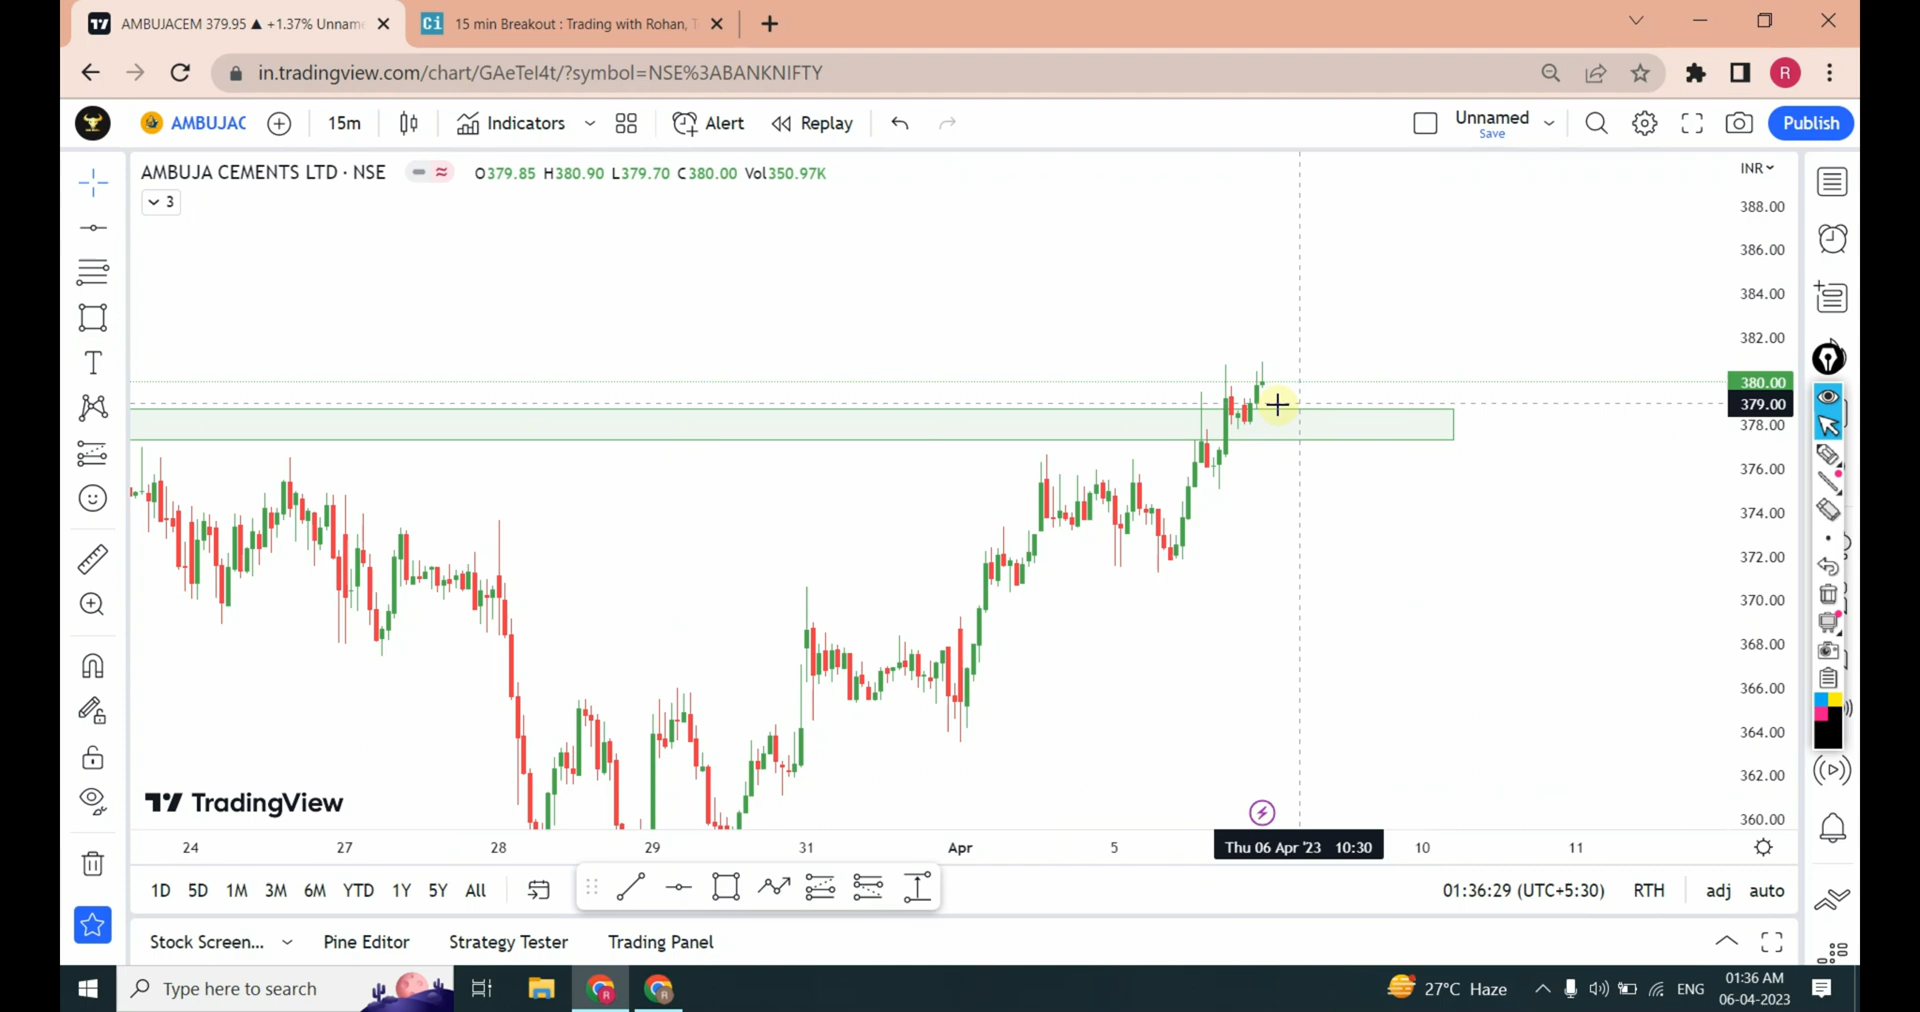 AMBUJACEM 379.95 ▲ +1.37% Unname
Ci 15 min Breakout : Trading with Rohan,
in.tradingview.com/chart/GAeTeI4t/?symbol=NSE%3ABANKNIFTY
R
AMBUJAC 15m Indicators Alert Replay Unnamed Save Publish
AMBUJA CEMENTS LTD · NSE O379.85 H380.90 L379.70 C380.00 Vol350.97K
INR
3
388.00
386.00
384.00
382.00
380.00
379.00
378.00
376.00
374.00
372.00
370.00
368.00
366.00
364.00
362.00
360.00
TradingView
24 27 28 29 31 Apr 5 Thu 06 Apr '23 10:30 10 11
1D 5D 1M 3M 6M YTD 1Y 5Y All 01:36:29 (UTC+5:30) RTH adj auto
Stock Screen... Pine Editor Strategy Tester Trading Panel
Type here to search 27°C Haze ENG 01:36 AM
06-04-2023